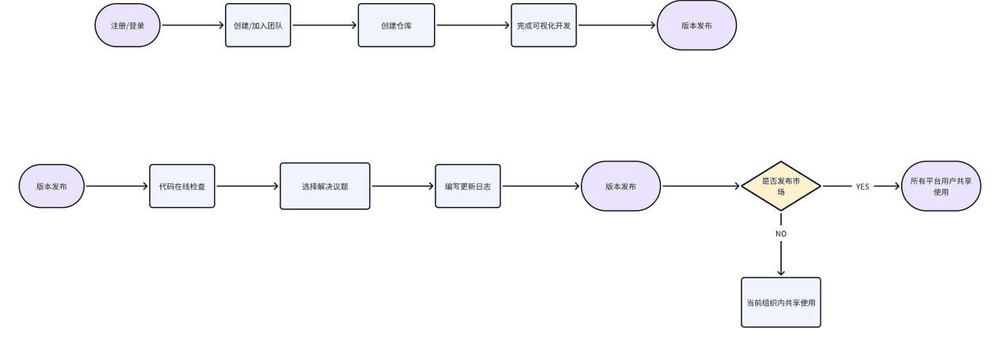 注册/登录
创建/加入团队
创建仓库
完成可视化开发
版本发布
版本发布
代码在线检查
选择解决议题
编写更新日志
版本发布
是否发布市
场
YES
所有平台用户共享
使用
NO
当前组织内共享使用